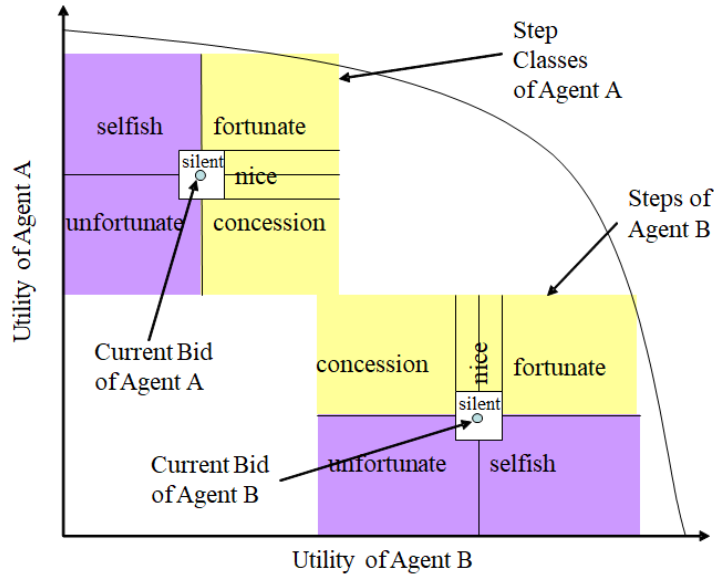 Step
Classes
of Agent A
selfish
fortunate
silent
nice
unfortunate
concession
Steps of
Agent B
Current Bid
of Agent A
concession
nice
fortunate
silent
Current Bid
of Agent B
unfortunate
selfish
Utility of Agent A
Utility of Agent B